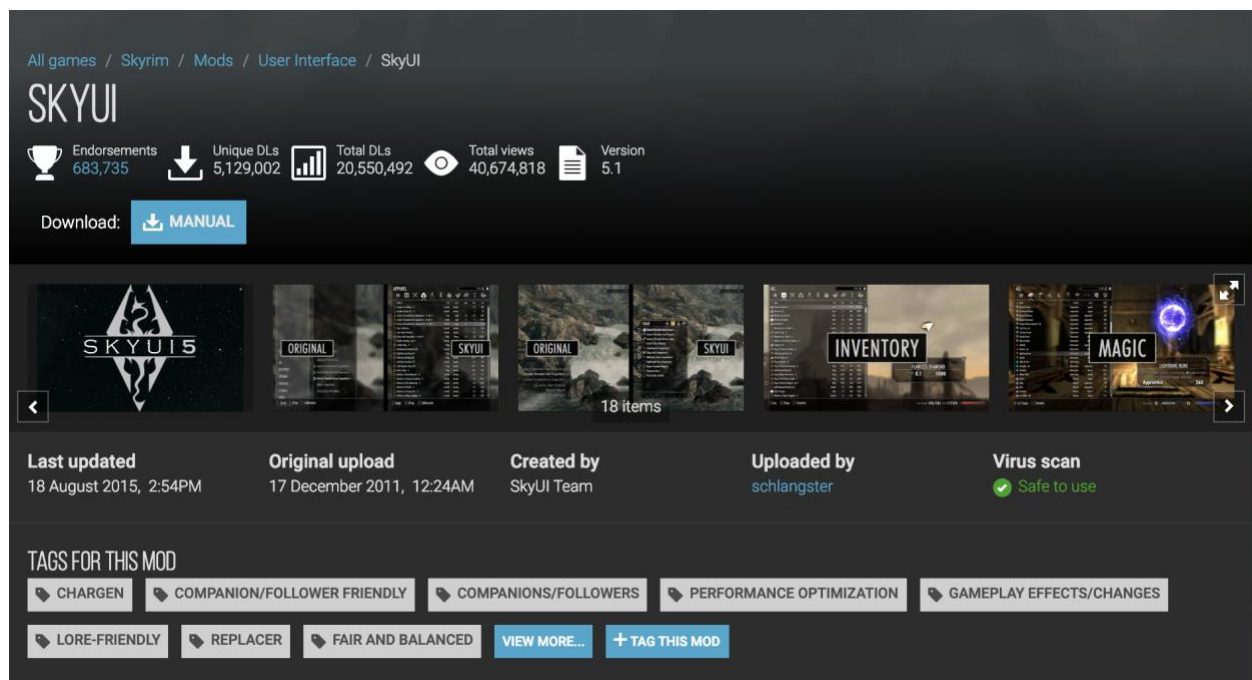 All games / Skyrim / Mods / User Interface / SkyUI
SKYUI
Endorsements
683,735
Unique DLs
5,129,002
Total DLs
20,550,492
Total views
40,674,818
Version
5.1
Download: MANUAL
SKYUI5
ORIGINAL
SKYUI
ORIGINAL
SKYUI
INVENTORY
MAGIC
18 items
Last updated
18 August 2015, 2:54PM
Original upload
17 December 2011, 12:24AM
Created by
SkyUI Team
Uploaded by
schlangster
Virus scan
Safe to use
TAGS FOR THIS MOD
CHARGEN COMPANION/FOLLOWER FRIENDLY COMPANIONS/FOLLOWERS PERFORMANCE OPTIMIZATION GAMEPLAY EFFECTS/CHANGES
LORE-FRIENDLY REPLACER FAIR AND BALANCED VIEW MORE... + TAG THIS MOD